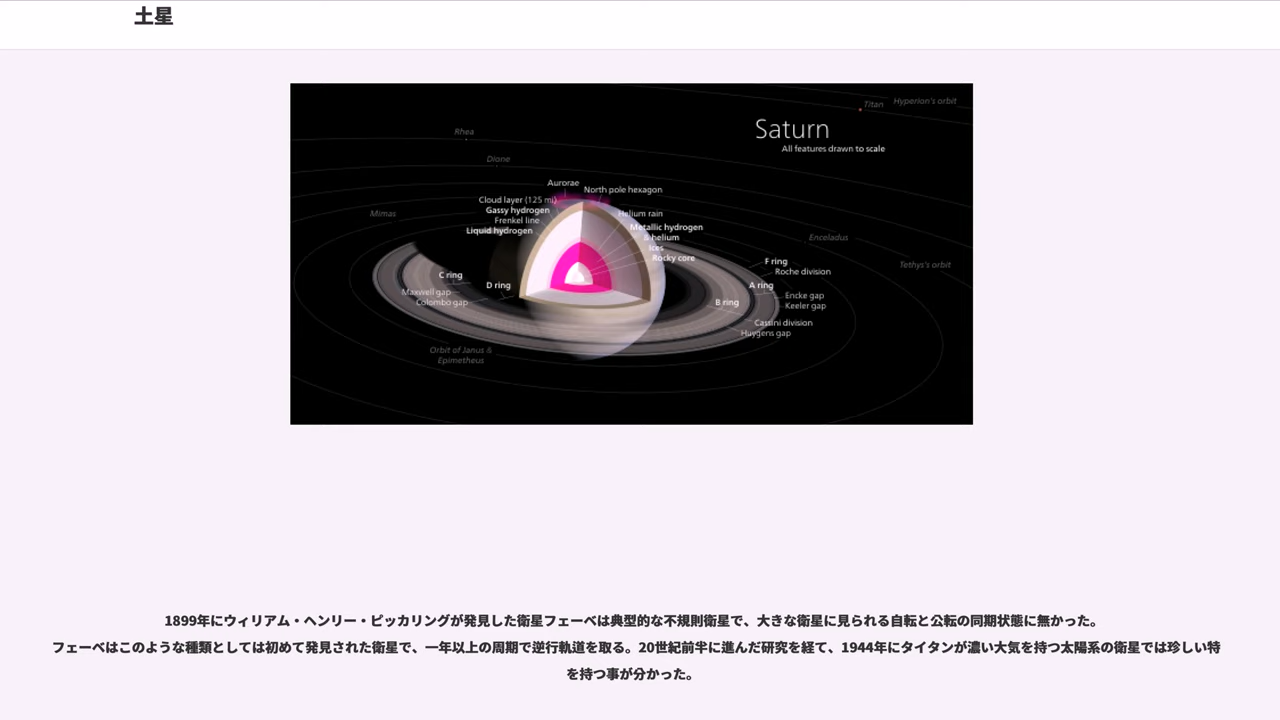 土星
Titan
Hyperion's orbit
Saturn
All features drawn to scale
Rhea
Dione
Aurorae
North pole hexagon
Cloud layer (125 mi)
Gassy hydrogen
Frenkel line
Liquid hydrogen
Helium rain
Metallic hydrogen
& helium
Ices
Rocky core
Mimas
Enceladus
Tethys's orbit
F ring
Roche division
A ring
Encke gap
Keeler gap
B ring
Cassini division
Huygens gap
C ring
D ring
Maxwell gap
Colombo gap
Orbit of Janus &
Epimetheus
1899年にウィリアム・ヘンリー・ピッカリングが発見した衛星フェーベは典型的な不規則衛星で、大きな衛星に見られる自転と公転の同期状態に無かった。
フェーベはこのような種類としては初めて発見された衛星で、一年以上の周期で逆行軌道を取る。20世紀前半に進んだ研究を経て、1944年にタイタンが濃い大気を持つ太陽系の衛星では珍しい特
を持つ事が分かった。